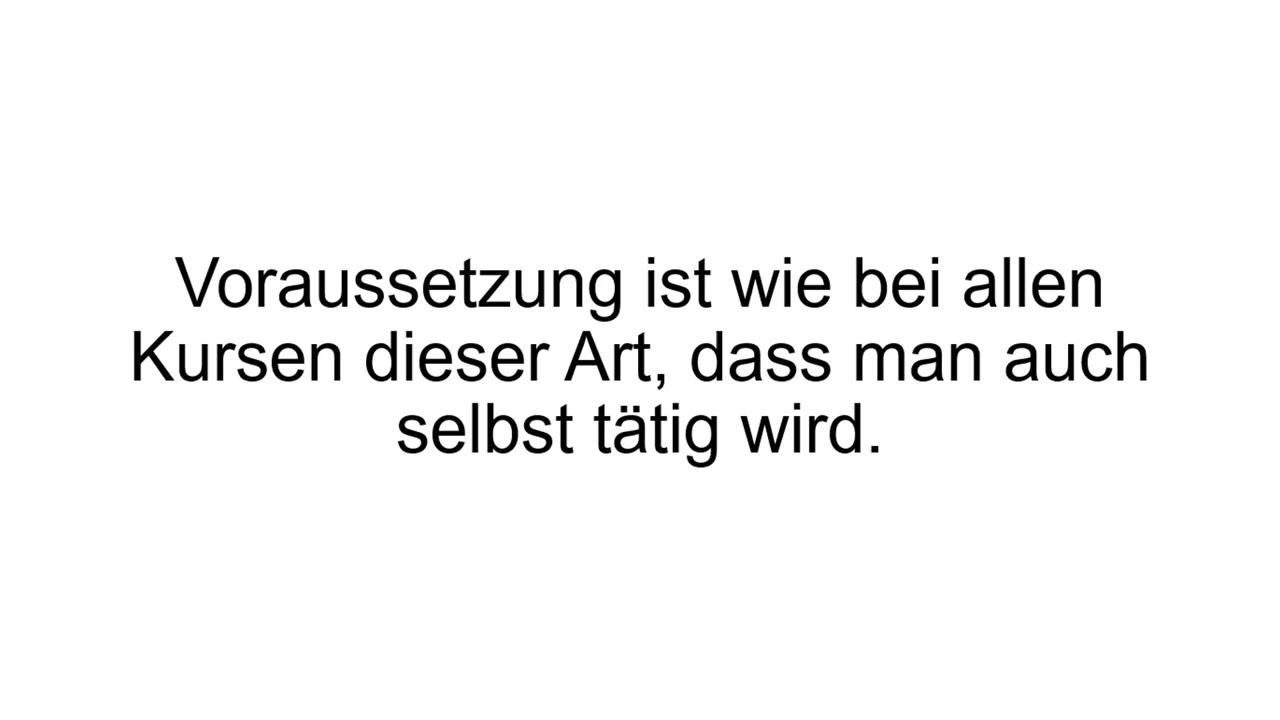 Voraussetzung ist wie bei allen
Kursen dieser Art, dass man auch
selbst tätig wird.